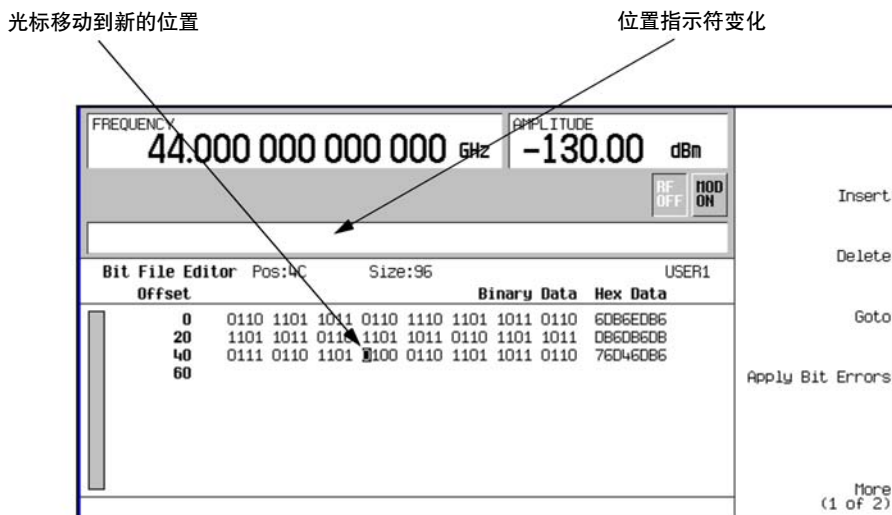 光标移动到新的位置
位置指示符变化
FREQUENCY
44.000 000 000 000 GHz
AMPLITUDE
-130.00 dBm
RF OFF
MOD ON
Insert
Delete
Goto
Apply Bit Errors
More
(1 of 2)
Bit File Editor Pos:4C Size:96 USER1
Offset Binary Data Hex Data
0 0110 1101 1011 0110 1110 1101 1011 0110 6DB6EDB6
20 1101 1011 0110 1101 1011 0110 1101 1011 DB6DB6DB
40 0111 0110 1101 0100 0110 1101 1011 0110 76D46DB6
60